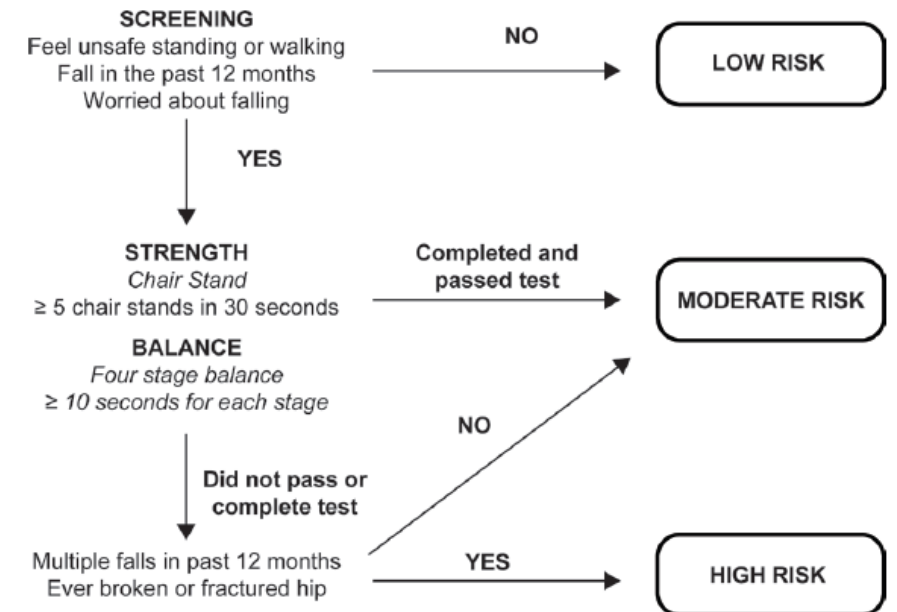 SCREENING
Feel unsafe standing or walking
Fall in the past 12 months
Worried about falling
NO
LOW RISK
YES
STRENGTH
Chair Stand
≥ 5 chair stands in 30 seconds
Completed and
passed test
MODERATE RISK
BALANCE
Four stage balance
≥ 10 seconds for each stage
NO
Did not pass or
complete test
Multiple falls in past 12 months
Ever broken or fractured hip
YES
HIGH RISK